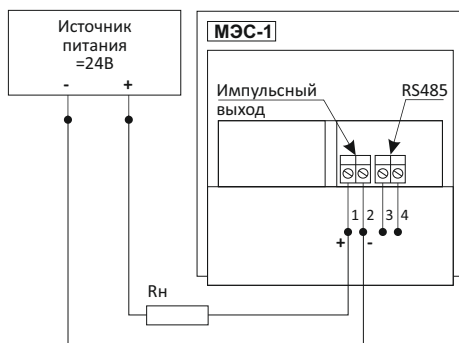 Источник
питания
=24В
- +
МЭС-1
Импульсный
выход
RS485
1 2 3 4
+ -
Rн